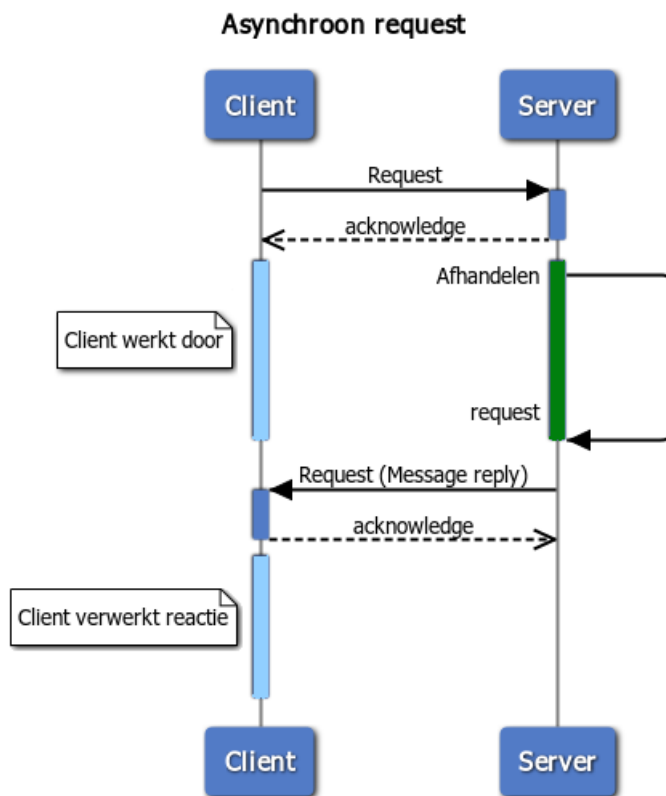 Asynchroon request
Client
Server
Request
acknowledge
Afhandelen
Client werkt door
request
Request (Message reply)
acknowledge
Client verwerkt reactie
Client
Server